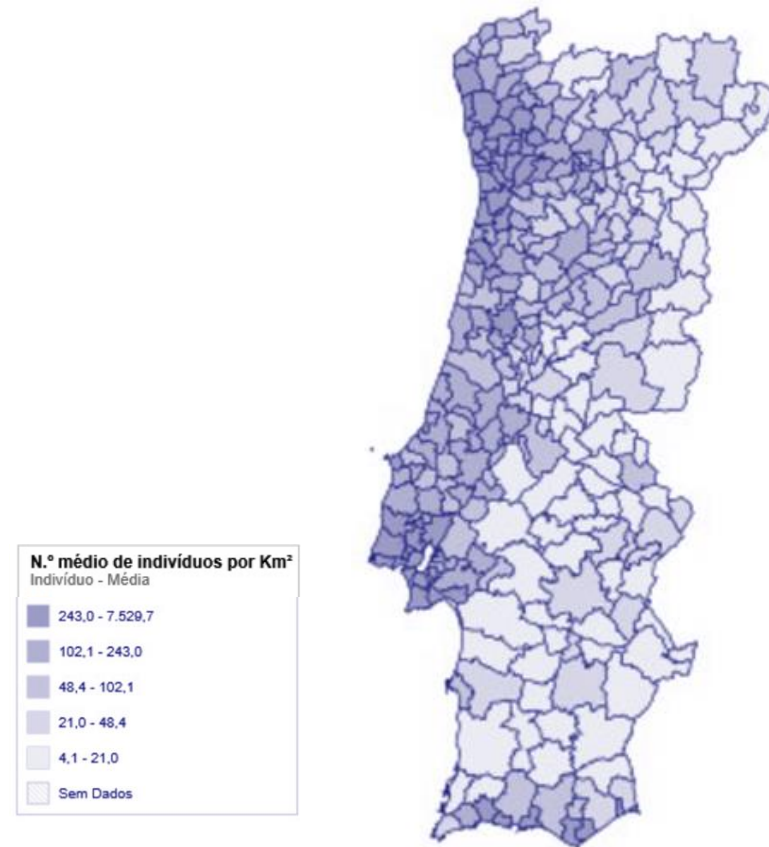 N.º médio de indivíduos por Km²
Indivíduo - Média
243,0 - 7.529,7
102,1 - 243,0
48,4 - 102,1
21,0 - 48,4
4,1 - 21,0
Sem Dados